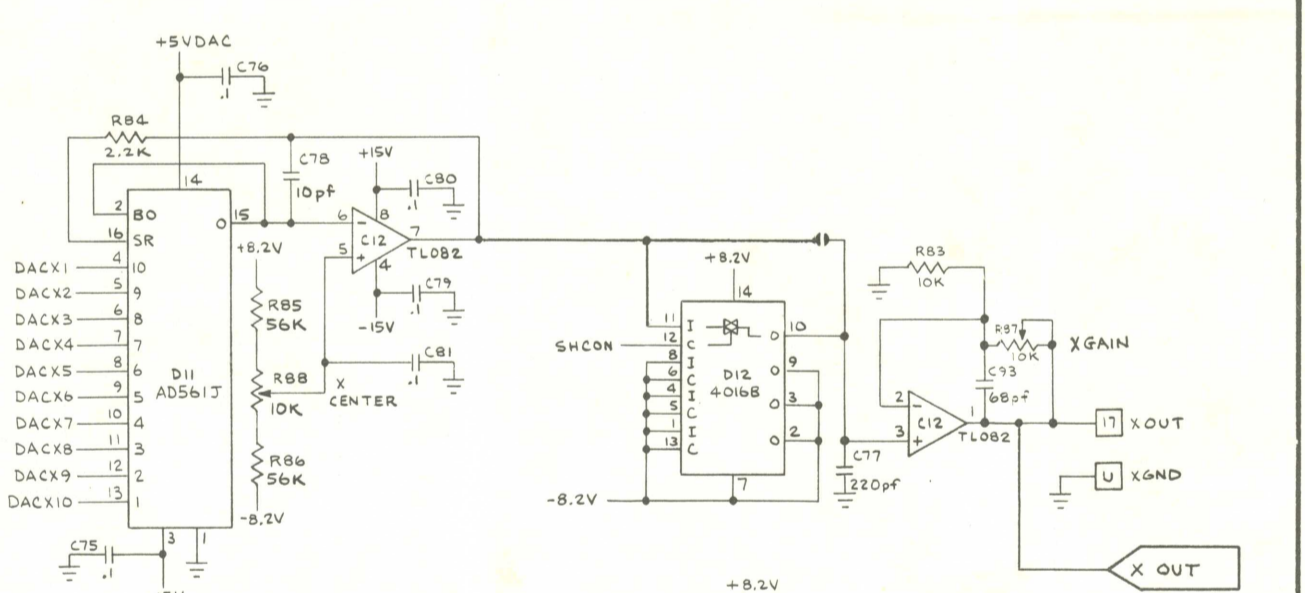 +5VDAC
C76
.1
R84
2.2K
C78
10pf
+15V
C80
.1
14
2 BO
16 SR
O 15
6 -
5 +
8
C12
7
TL082
4
-15V
C79
.1
+8.2V
R85
56K
R88
10K
X
CENTER
C81
.1
R86
56K
-8.2V
DACX1 4 10
DACX2 5 9
DACX3 6 8
DACX4 7 7
DACX5 8 6
DACX6 9 5
DACX7 10 4
DACX8 11 3
DACX9 12 2
DACX10 13 1
D11
AD561J
3
1
C75
.1
+8.2V
14
11 I
SHCON 12 C
8 I
6 C
4 I
5 C
1 I
13 C
O 10
O 9
O 3
O 2
D12
4016B
7
-8.2V
C77
220pf
R83
10K
R87
10K
XGAIN
C93
68pf
2 -
3 +
C12
1
TL082
17 XOUT
U XGND
X OUT
+8.2V